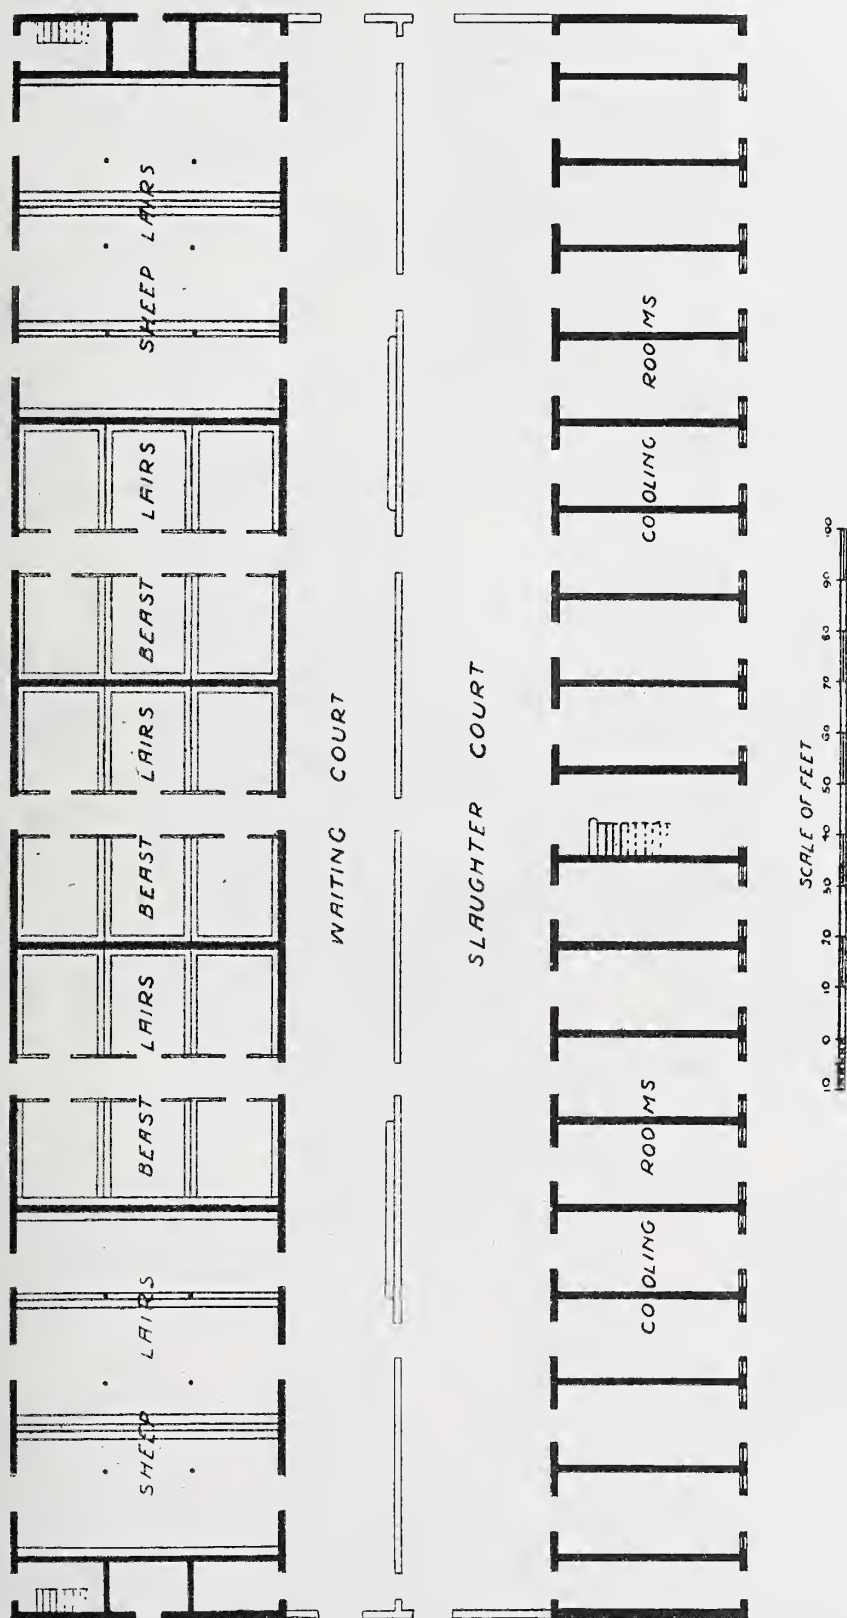 SHEEP LAIRS BEAST LAIRS BEAST LAIRS BEAST LAIRS SHEEP LAIRS
WAITING COURT
SLAUGHTER COURT
COOLING ROOMS COOLING ROOMS
SCALE OF FEET
10 0 10 20 30 40 50 60 70 80 90 100